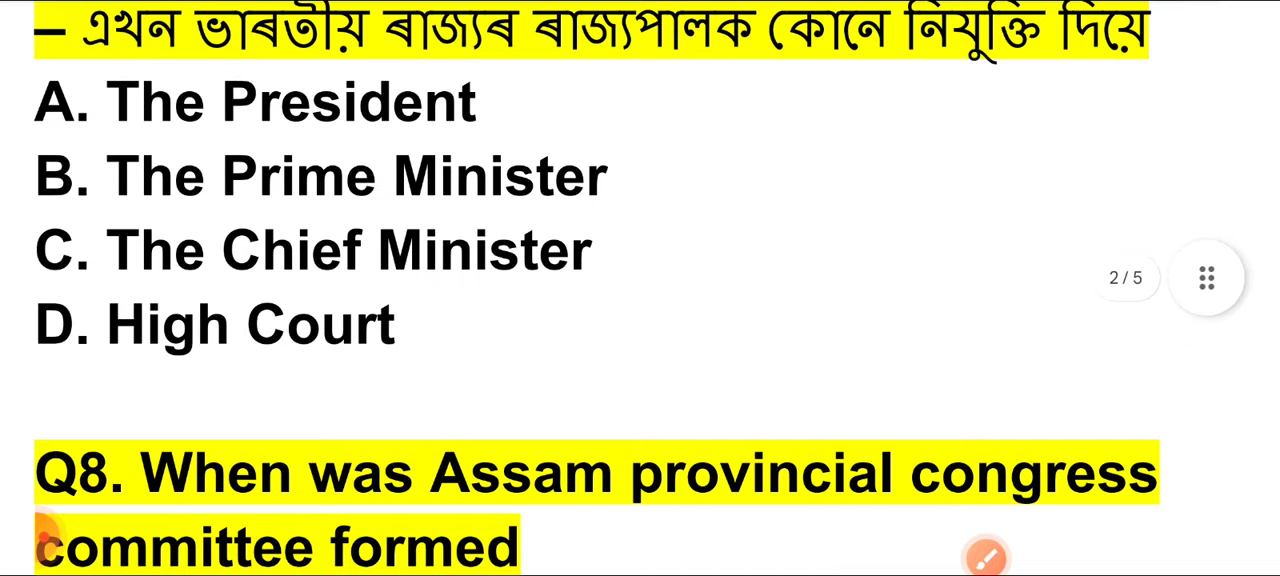 – এখন ভাৰতীয় ৰাজ্যৰ ৰাজ্যপালক কোনে নিযুক্তি দিয়ে
A. The President
B. The Prime Minister
C. The Chief Minister
D. High Court
2 / 5
Q8. When was Assam provincial congress
committee formed